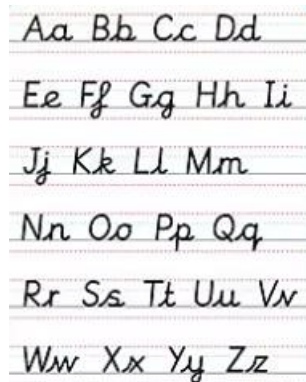 Aa Bb Cc Dd
Ee Ff Gg Hh Ii
Jj Kk Ll Mm
Nn Oo Pp Qq
Rr Ss Tt Uu Vv
Ww Xx Yy Zz